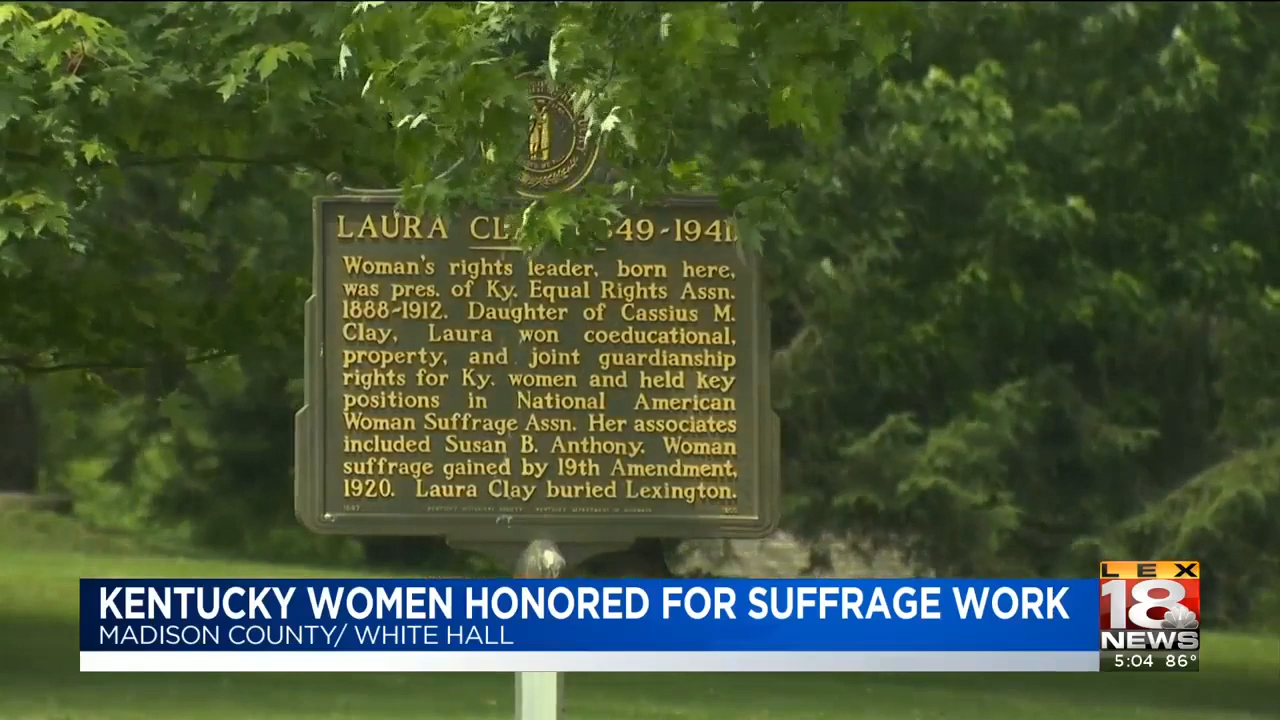 LAURA CL 49-1941
Woman's rights leader, born here,
was pres. of Ky. Equal Rights Assn.
1888-1912. Daughter of Cassius M.
Clay, Laura won coeducational,
property, and joint guardianship
rights for Ky. women and held key
positions in National American
Woman Suffrage Assn. Her associates
included Susan B. Anthony. Woman
suffrage gained by 19th Amendment,
1920. Laura Clay buried Lexington.
KENTUCKY WOMEN HONORED FOR SUFFRAGE WORK
MADISON COUNTY/ WHITE HALL
LEX
18
NEWS
5:04 86°